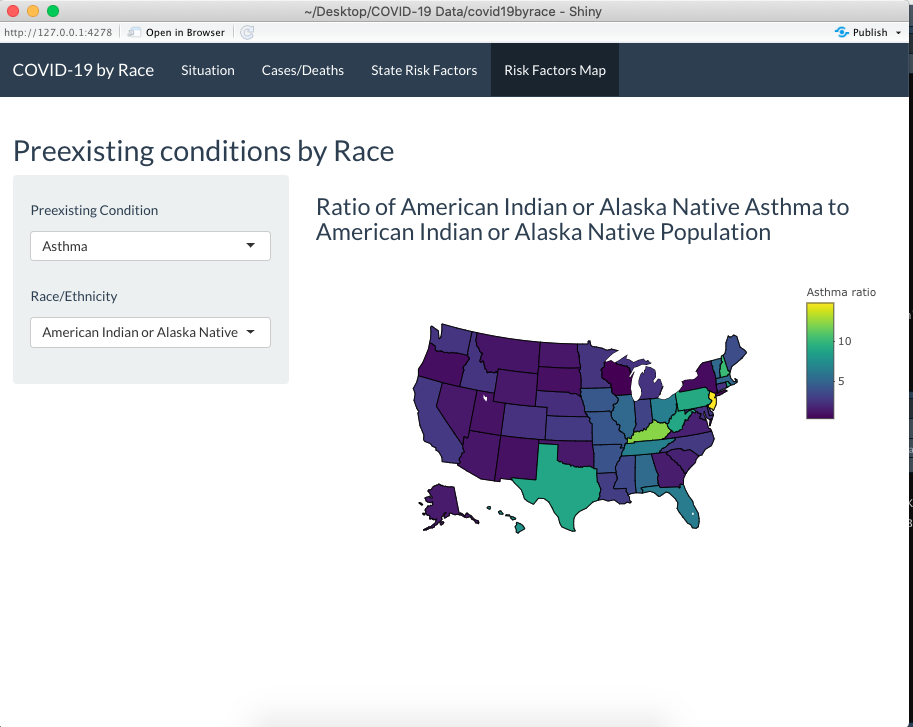 ~/Desktop/COVID-19 Data/covid19byrace - Shiny
http://127.0.0.1:4278 Open in Browser Publish
COVID-19 by Race Situation Cases/Deaths State Risk Factors Risk Factors Map
Preexisting conditions by Race
Preexisting Condition
Asthma
Race/Ethnicity
American Indian or Alaska Native
Ratio of American Indian or Alaska Native Asthma to
American Indian or Alaska Native Population
Asthma ratio
10
5